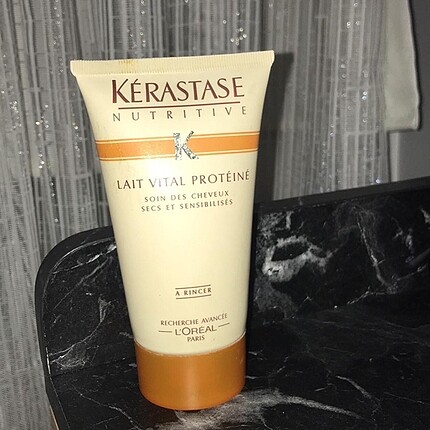 KÉRASTASE
NUTRITIVE
K
LAIT VITAL PROTÉINÉ
SOIN DES CHEVEUX
SECS ET SENSIBILISÉS
A RINCER
RECHERCHE AVANCÉE
L'ORÉAL
PARIS